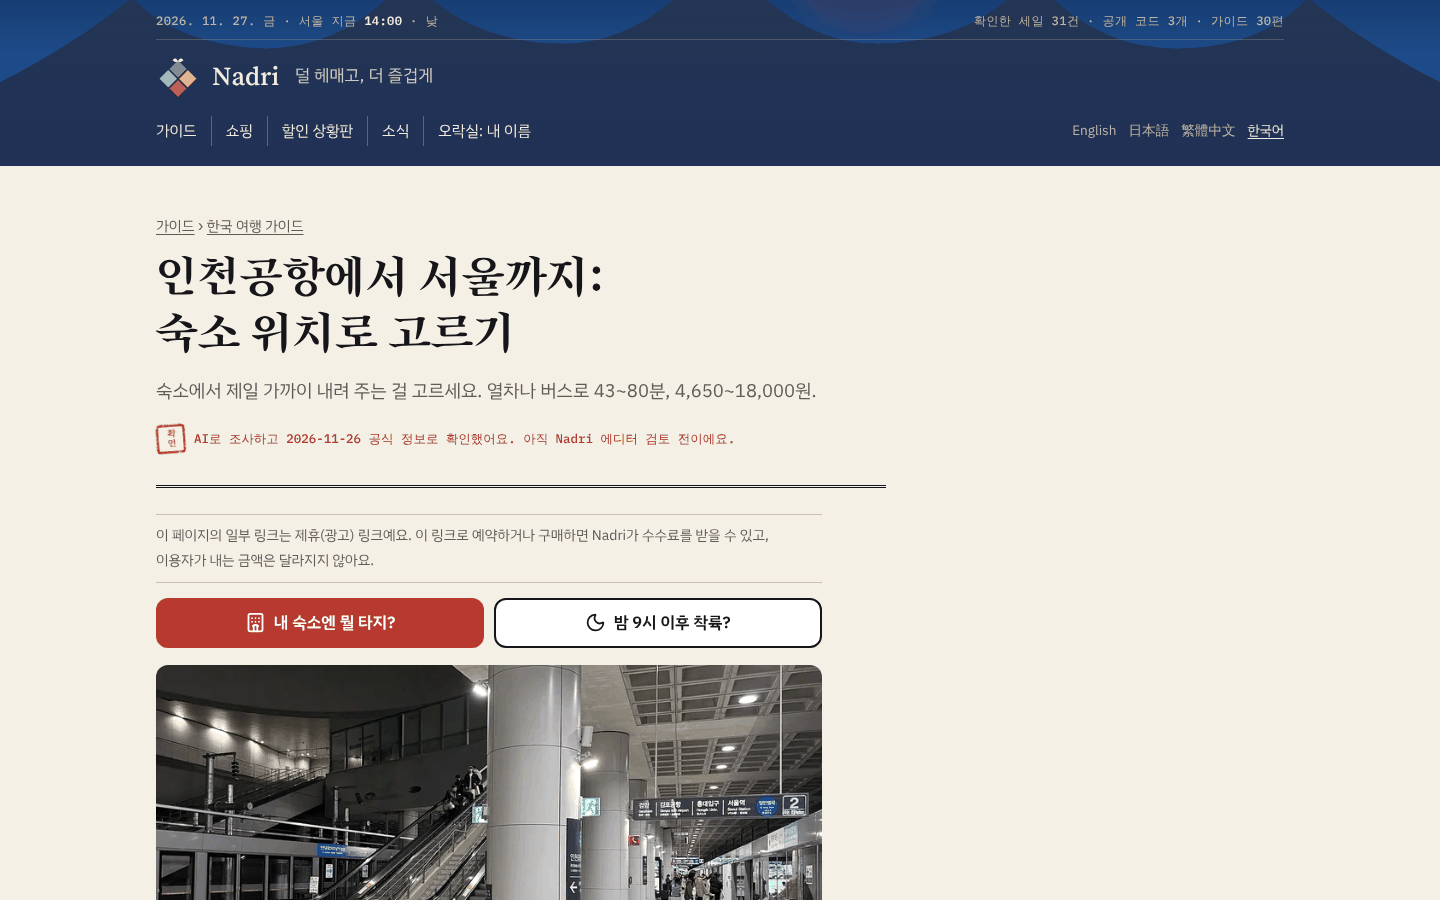 2026. 11. 27. 금 · 서울 지금 14:00 · 낮
확인한 세일 31건 · 공개 코드 3개 · 가이드 30편
Nadri 덜 헤매고, 더 즐겁게
가이드 쇼핑 할인 상황판 소식 오락실: 내 이름
English 日本語 繁體中文 한국어
가이드 › 한국 여행 가이드
인천공항에서 서울까지:
숙소 위치로 고르기
숙소에서 제일 가까이 내려 주는 걸 고르세요. 열차나 버스로 43~80분, 4,650~18,000원.
확인
AI로 조사하고 2026-11-26 공식 정보로 확인했어요. 아직 Nadri 에디터 검토 전이에요.
이 페이지의 일부 링크는 제휴(광고) 링크예요. 이 링크로 예약하거나 구매하면 Nadri가 수수료를 받을 수 있고,
이용자가 내는 금액은 달라지지 않아요.
내 숙소엔 뭘 타지?
밤 9시 이후 착륙?
검암 김포공항 홍대입구 서울역
2